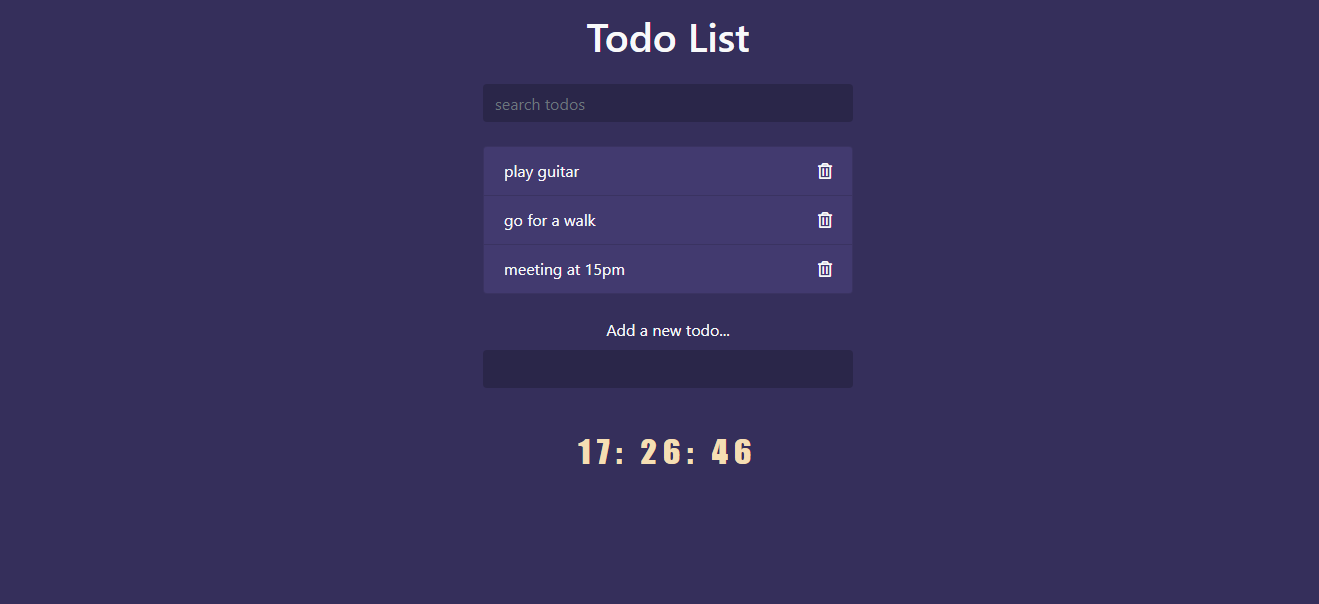 Todo List
search todos
play guitar
go for a walk
meeting at 15pm
Add a new todo...
17: 26: 46